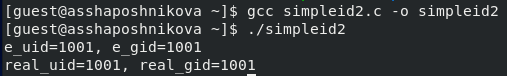 [guest@asshaposhnikova ~]$ gcc simpleid2.c -o simpleid2
[guest@asshaposhnikova ~]$ ./simpleid2
e_uid=1001, e_gid=1001
real_uid=1001, real_gid=1001